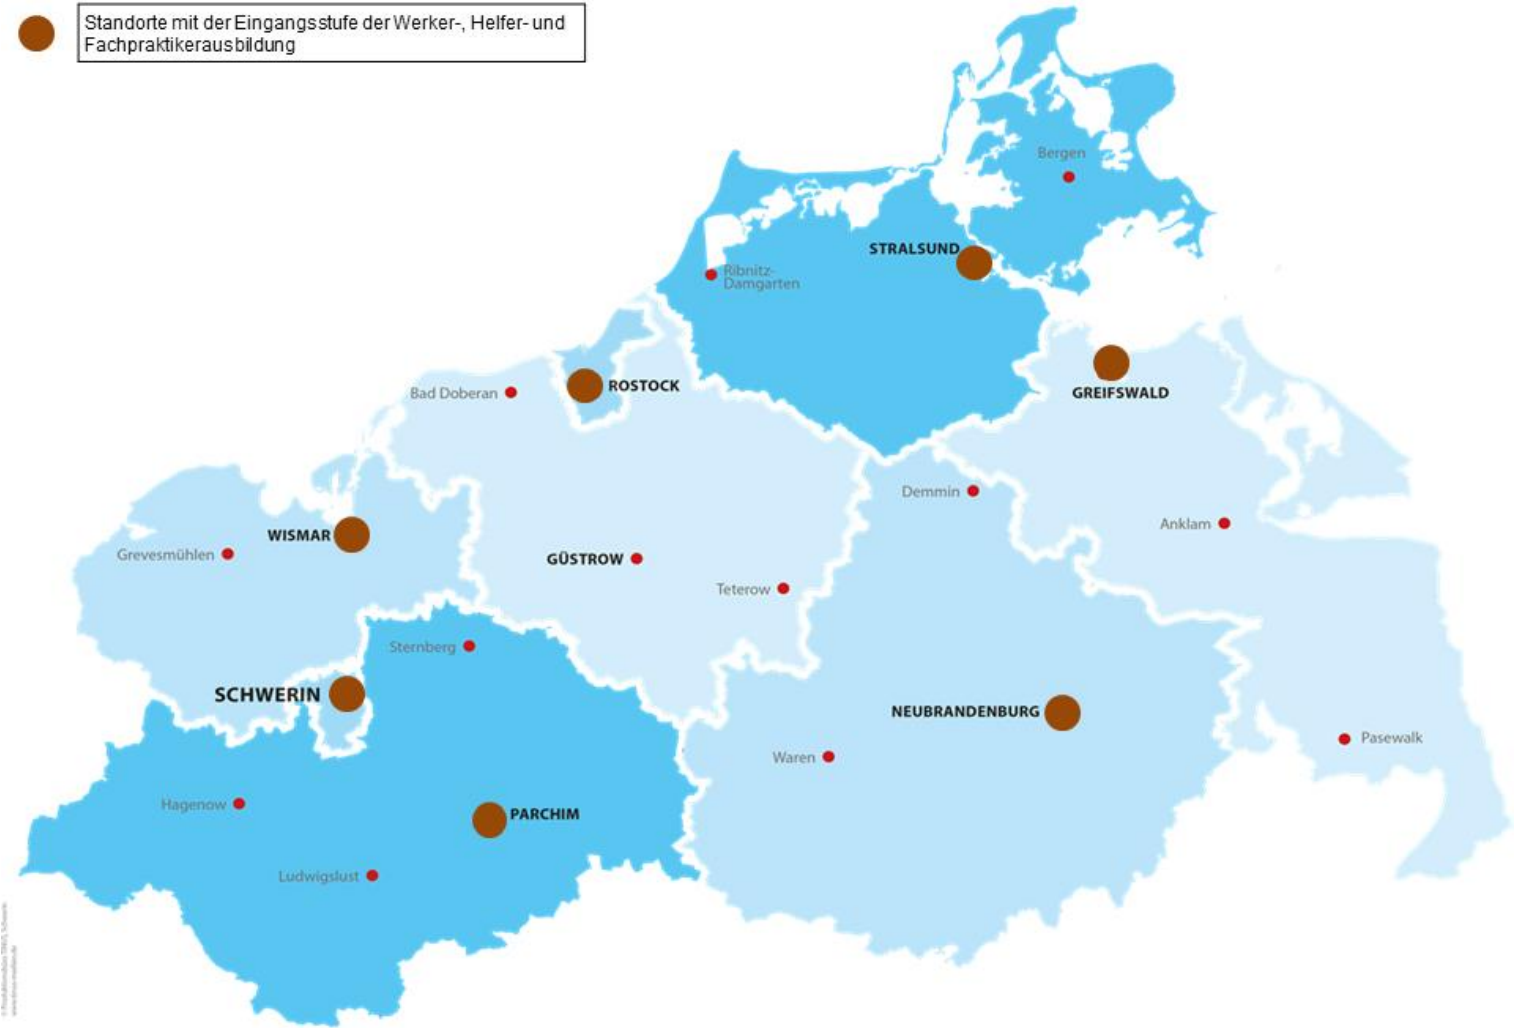 Standorte mit der Eingangsstufe der Werker-, Helfer- und
Fachpraktikerausbildung
Bergen
STRALSUND
Ribnitz-
Damgarten
ROSTOCK
Bad Doberan
GREIFSWALD
Demmin
Anklam
WISMAR
Grevesmühlen
GÜSTROW
Teterow
Sternberg
SCHWERIN
NEUBRANDENBURG
Waren
Pasewalk
Hagenow
PARCHIM
Ludwigslust